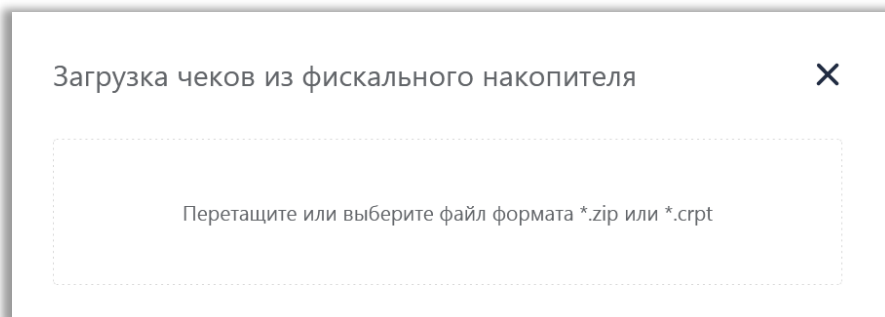 Загрузка чеков из фискального накопителя
Перетащите или выберите файл формата *.zip или *.crpt